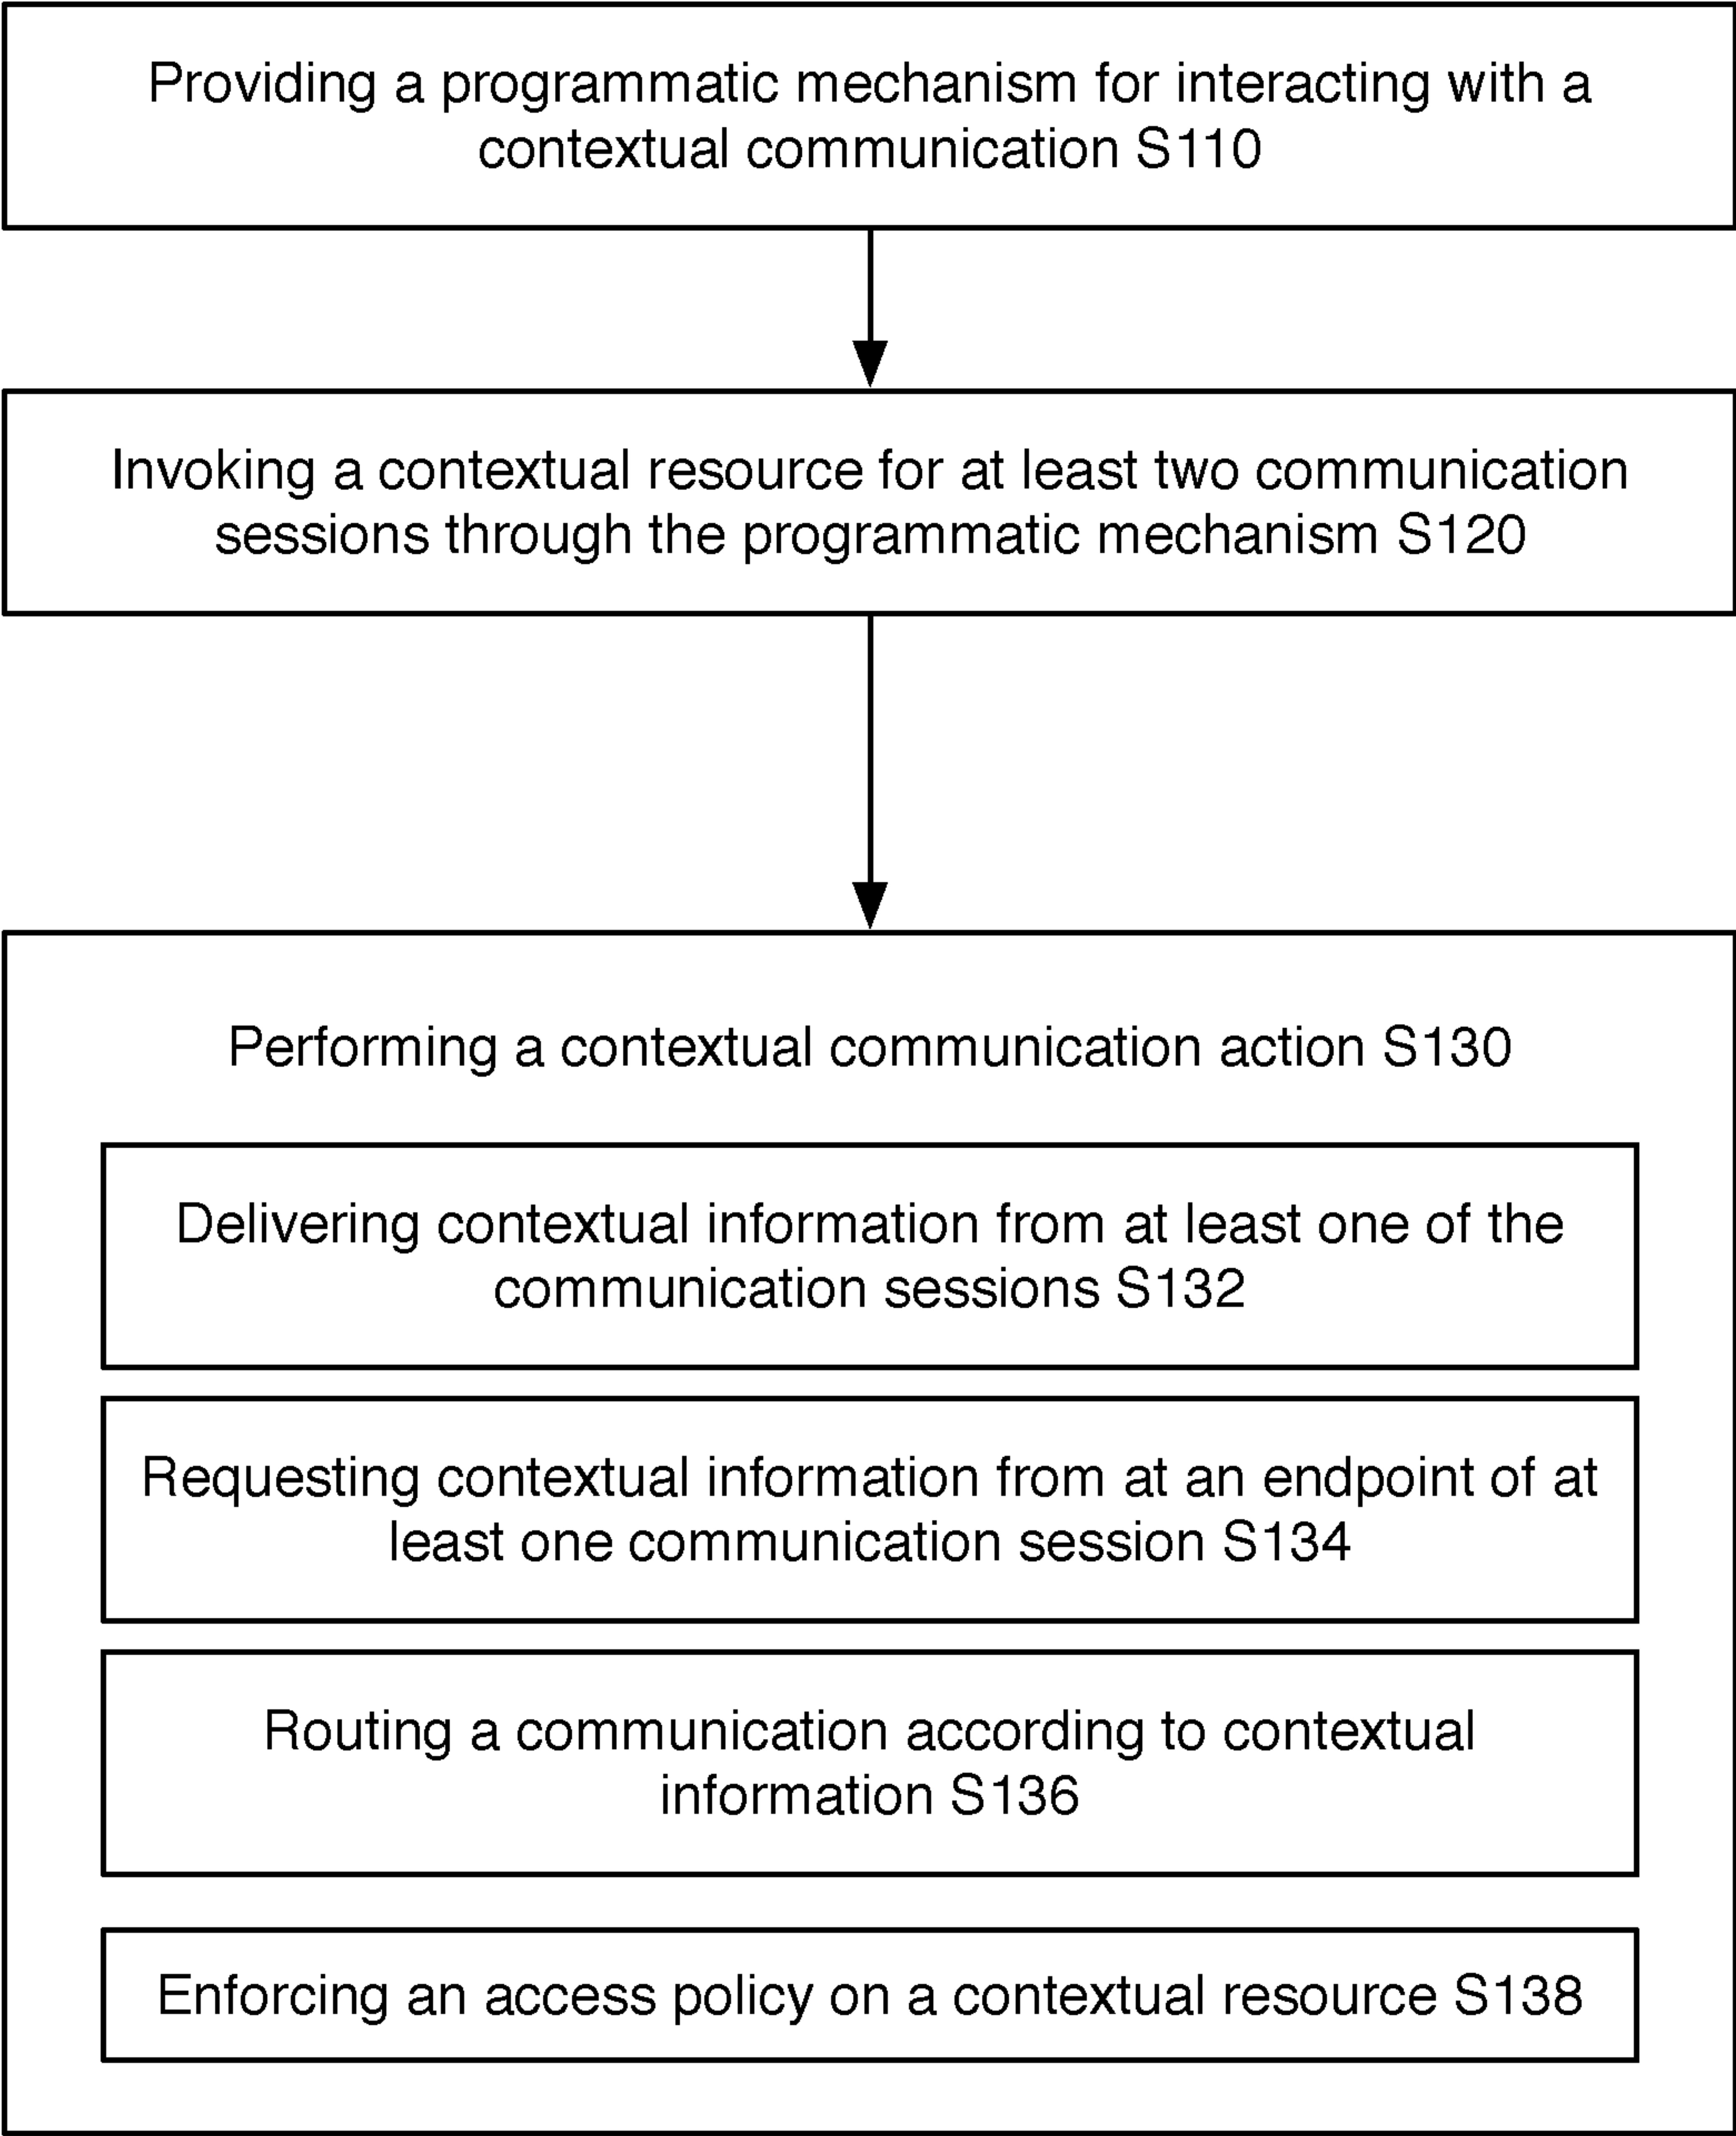 Providing a programmatic mechanism for interacting with a
contextual communication S110
Invoking a contextual resource for at least two communication
sessions through the programmatic mechanism S120
Performing a contextual communication action S130
Delivering contextual information from at least one of the
communication sessions S132
Requesting contextual information from at an endpoint of at
least one communication session S134
Routing a communication according to contextual
information S136
Enforcing an access policy on a contextual resource S138